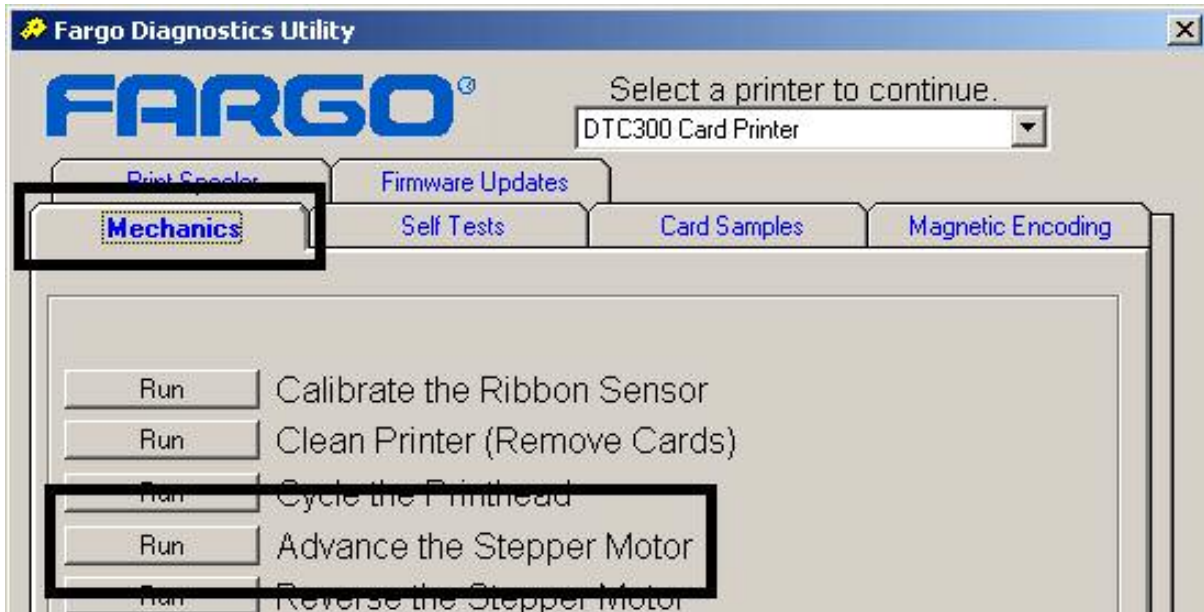 Fargo Diagnostics Utility
FARGO®
Select a printer to continue.
DTC300 Card Printer
Print Spooler Firmware Updates
Mechanics Self Tests Card Samples Magnetic Encoding
Run Calibrate the Ribbon Sensor
Run Clean Printer (Remove Cards)
Run Cycle the Printhead
Run Advance the Stepper Motor
Run Reverse the Stepper Motor